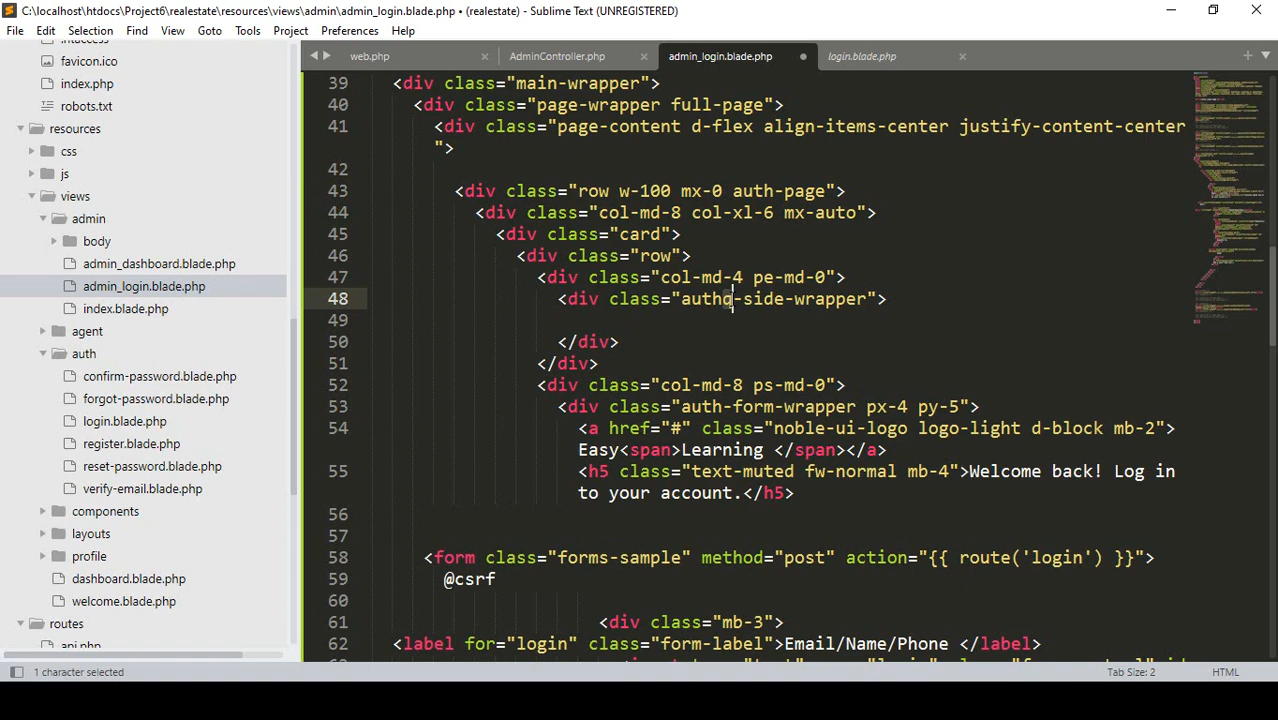 C:\localhost\htdocs\Project6\realestate\resources\views\admin\admin_login.blade.php • (realestate) - Sublime Text (UNREGISTERED)
File Edit Selection Find View Goto Tools Project Preferences Help
.htaccess
favicon.ico
index.php
robots.txt
resources
css
js
views
admin
body
admin_dashboard.blade.php
admin_login.blade.php
index.blade.php
agent
auth
confirm-password.blade.php
forgot-password.blade.php
login.blade.php
register.blade.php
reset-password.blade.php
verify-email.blade.php
components
layouts
profile
dashboard.blade.php
welcome.blade.php
routes
api.php
web.php AdminController.php admin_login.blade.php login.blade.php
39 <div class="main-wrapper">
40 <div class="page-wrapper full-page">
41 <div class="page-content d-flex align-items-center justify-content-center
">
42
43 <div class="row w-100 mx-0 auth-page">
44 <div class="col-md-8 col-xl-6 mx-auto">
45 <div class="card">
46 <div class="row">
47 <div class="col-md-4 pe-md-0">
48 <div class="authq-side-wrapper">
49
50 </div>
51 </div>
52 <div class="col-md-8 ps-md-0">
53 <div class="auth-form-wrapper px-4 py-5">
54 <a href="#" class="noble-ui-logo logo-light d-block mb-2">
Easy<span>Learning </span></a>
55 <h5 class="text-muted fw-normal mb-4">Welcome back! Log in
to your account.</h5>
56
57
58 <form class="forms-sample" method="post" action="{{ route('login') }}">
59 @csrf
60
61 <div class="mb-3">
62 <label for="login" class="form-label">Email/Name/Phone </label>
1 character selected Tab Size: 2 HTML